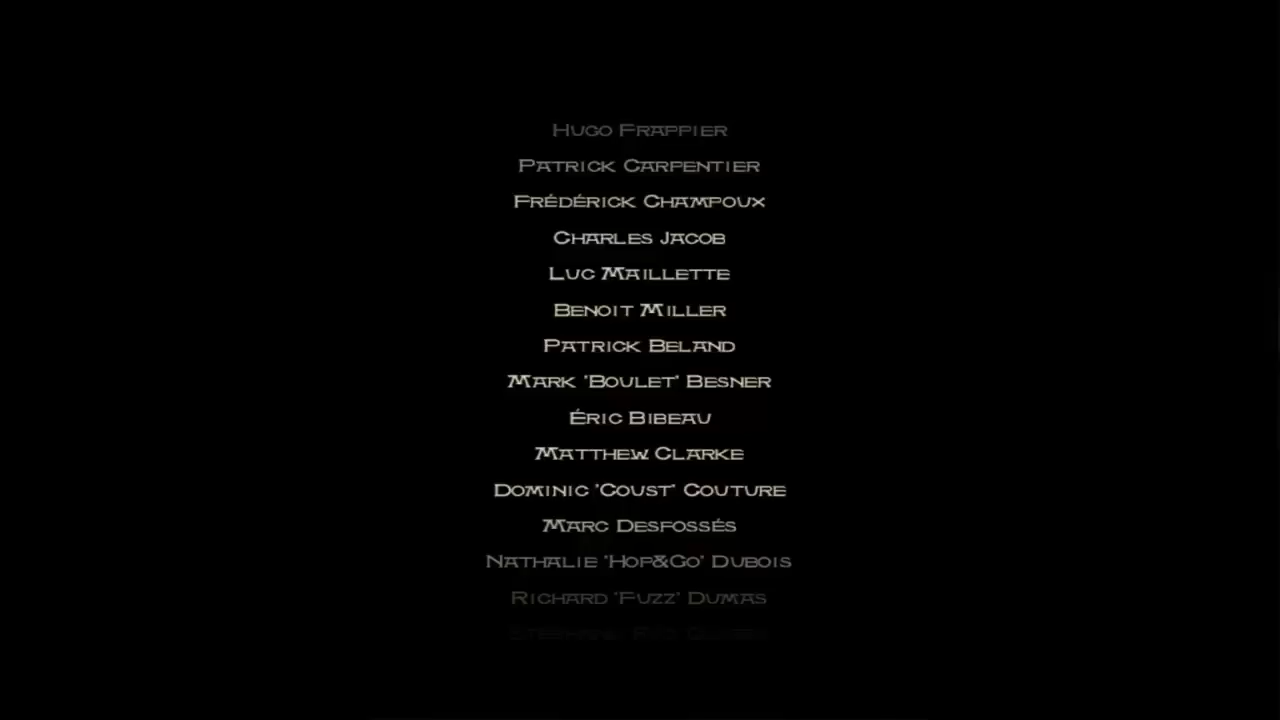 Hugo Frappier
Patrick Carpentier
Frédérick Champoux
Charles Jacob
Luc Maillette
Benoit Miller
Patrick Beland
Mark 'Boulet' Besner
Éric Bibeau
Matthew Clarke
Dominic 'Coust' Couture
Marc Desfossés
Nathalie 'Hop&Go' Dubois
Richard 'Fuzz' Dumas